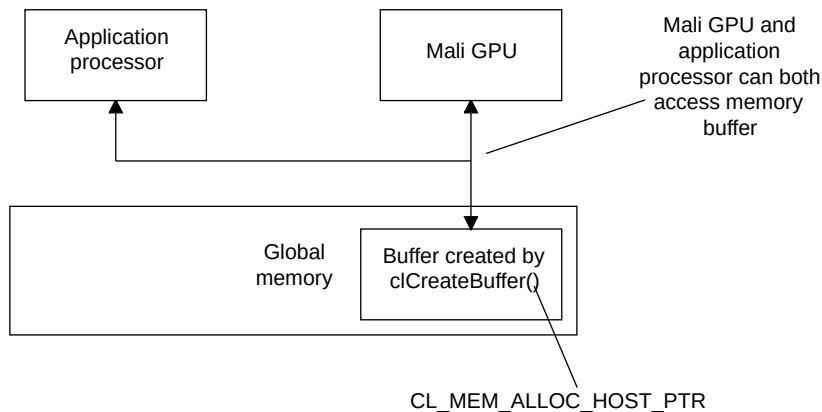 Application
processor
Mali GPU
Mali GPU and
application
processor can both
access memory
buffer
Global
memory
Buffer created by
clCreateBuffer()
CL_MEM_ALLOC_HOST_PTR